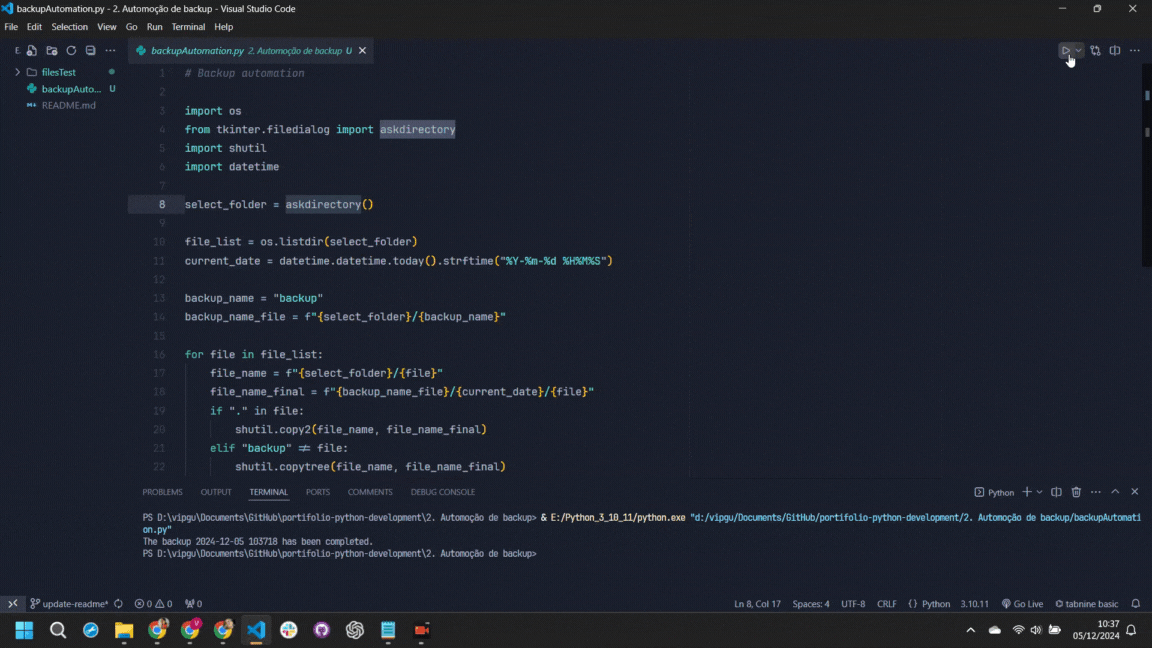 backupAutomation.py - 2. Automoção de backup - Visual Studio Code
File Edit Selection View Go Run Terminal Help
E
backupAutomation.py 2. Automoção de backup U
filesTest
backupAuto... U
README.md
1 # Backup automation
2
3 import os
4 from tkinter.filedialog import askdirectory
5 import shutil
6 import datetime
7
8 select_folder = askdirectory()
9
10 file_list = os.listdir(select_folder)
11 current_date = datetime.datetime.today().strftime("%Y-%m-%d %H%M%S")
12
13 backup_name = "backup"
14 backup_name_file = f"{select_folder}/{backup_name}"
15
16 for file in file_list:
17 file_name = f"{select_folder}/{file}"
18 file_name_final = f"{backup_name_file}/{current_date}/{file}"
19 if "." in file:
20 shutil.copy2(file_name, file_name_final)
21 elif "backup" ≠ file:
22 shutil.copytree(file_name, file_name_final)
PROBLEMS OUTPUT TERMINAL PORTS COMMENTS DEBUG CONSOLE
Python
PS D:\vipgu\Documents\GitHub\portifolio-python-development\2. Automoção de backup> & E:/Python_3_10_11/python.exe "d:/vipgu/Documents/GitHub/portifolio-python-development/2. Automoção de backup/backupAutomati
on.py"
The backup 2024-12-05 103718 has been completed.
PS D:\vipgu\Documents\GitHub\portifolio-python-development\2. Automoção de backup>
update-readme* 0 0 0 Ln 8, Col 17 Spaces: 4 UTF-8 CRLF {} Python 3.10.11 Go Live tabnine basic
10:37
05/12/2024